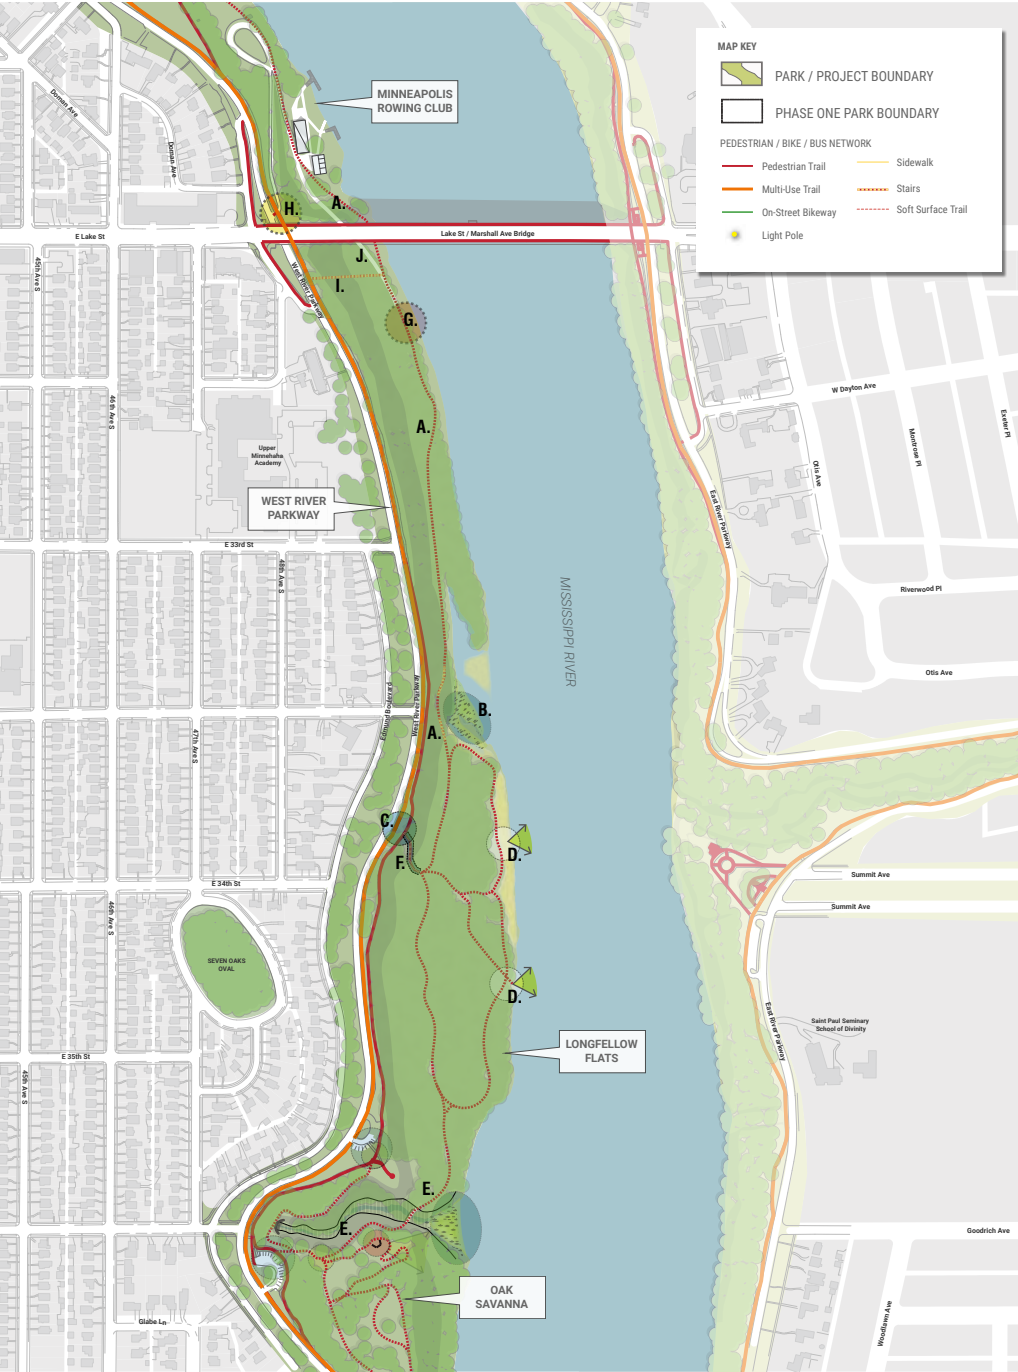 MAP KEY
PARK / PROJECT BOUNDARY
PHASE ONE PARK BOUNDARY
PEDESTRIAN / BIKE / BUS NETWORK
Pedestrian Trail
Sidewalk
Multi-Use Trail
Stairs
On-Street Bikeway
Soft Surface Trail
Light Pole
MINNEAPOLIS
ROWING CLUB
Dorman Ave
Dorman Ave
H.
A.
E Lake St
Lake St / Marshall Ave Bridge
J.
I.
West River Parkway
45th Ave S
G.
46th Ave S
A.
W Dayton Ave
Exeter Pl
Montrose Pl
Otis Ave
Upper
Minnehaha
Academy
WEST RIVER
PARKWAY
East River Parkway
E 33rd St
48th Ave S
MISSISSIPPI RIVER
Riverwood Pl
Otis Ave
Edmund Boulevard
West River Parkway
B.
A.
47th Ave S
C.
F.
D.
E 34th St
Summit Ave
Summit Ave
46th Ave S
SEVEN OAKS
OVAL
D.
Saint Paul Seminary
School of Divinity
East River Parkway
LONGFELLOW
FLATS
E 35th St
45th Ave S
E.
E.
Goodrich Ave
OAK
SAVANNA
Woodlawn Ave
Globe Ln